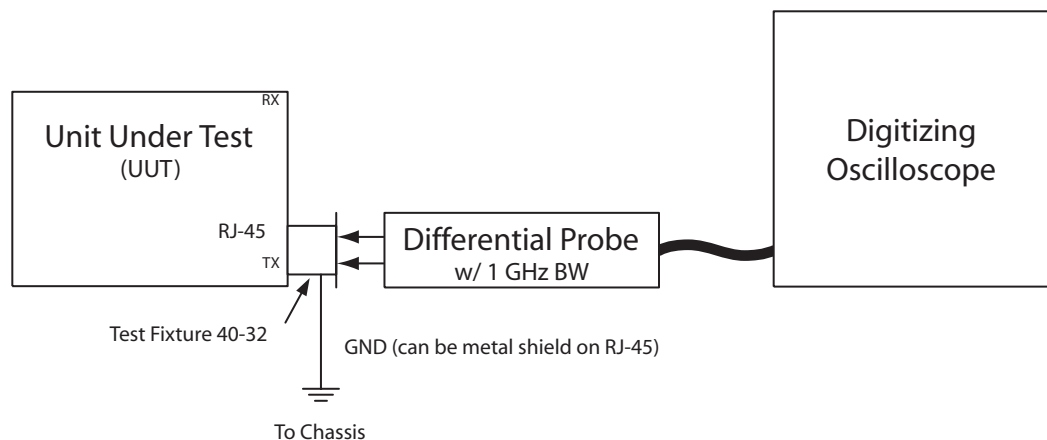 RX
Unit Under Test
(UUT)
RJ-45
TX
Test Fixture 40-32
GND (can be metal shield on RJ-45)
To Chassis
Differential Probe
w/ 1 GHz BW
Digitizing
Oscilloscope